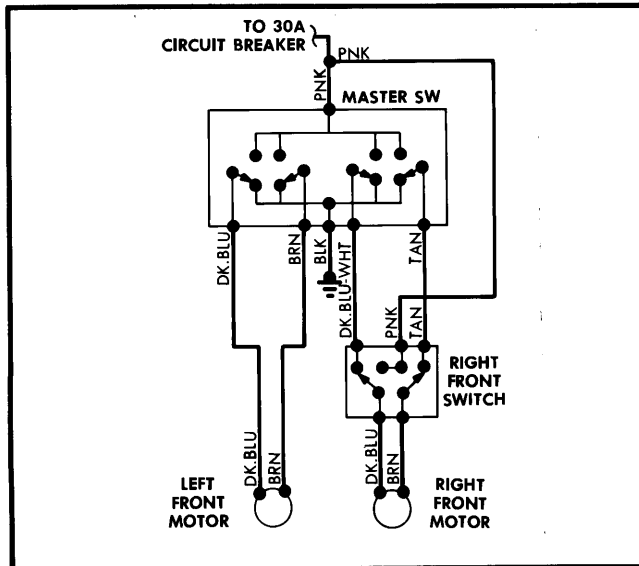 TO 30A
CIRCUIT BREAKER
PNK
PNK
MASTER SW
DK.BLU
BRN
BLK
DK.BLU-WHT
TAN
PNK
TAN
RIGHT
FRONT
SWITCH
DK.BLU
BRN
DK.BLU
BRN
LEFT
FRONT
MOTOR
RIGHT
FRONT
MOTOR